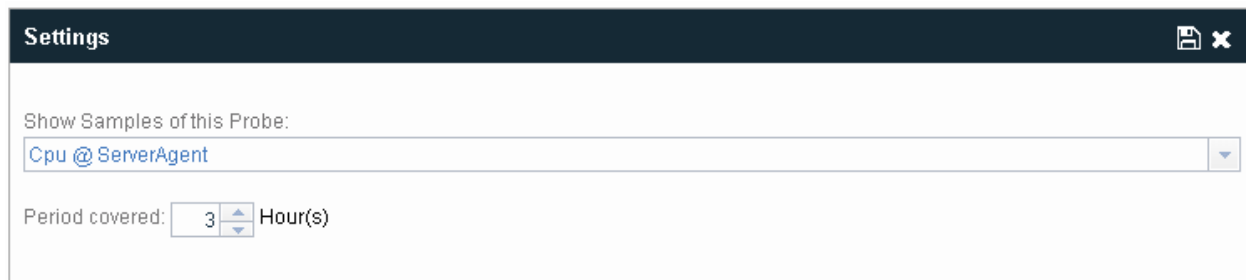 Settings
Show Samples of this Probe:
Cpu @ ServerAgent
Period covered: 3 Hour(s)